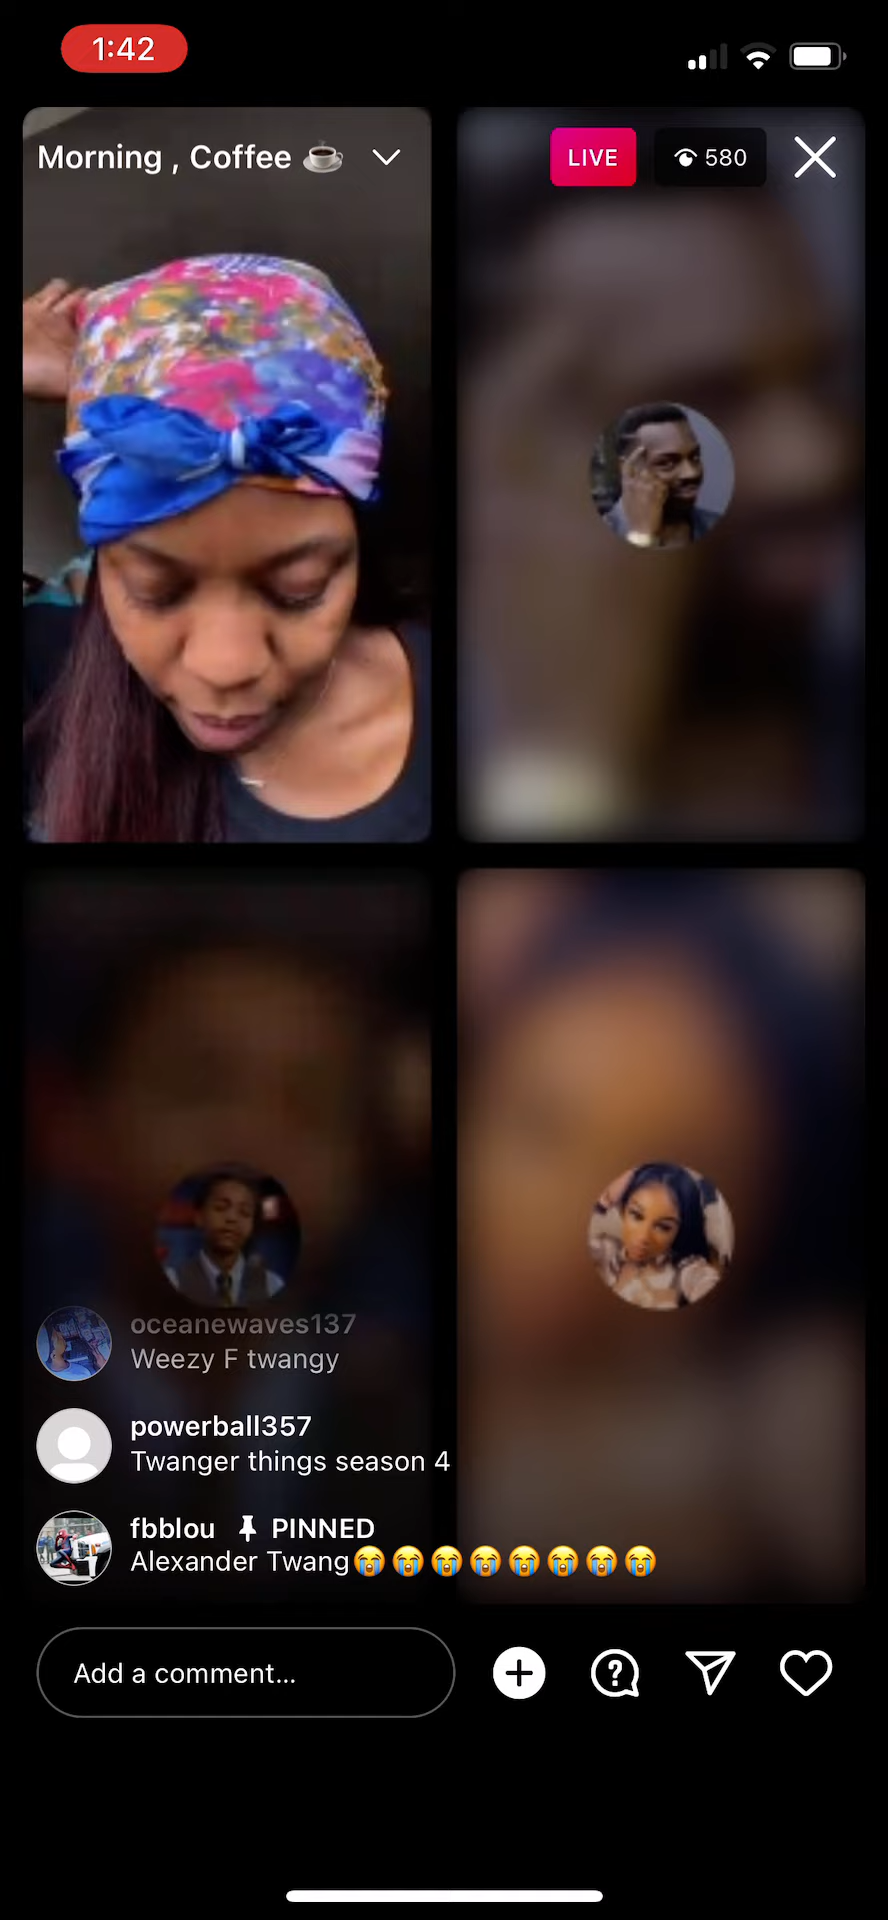 1:42
Morning , Coffee ☕
LIVE
580
oceanewaves137
Weezy F twangy
powerball357
Twanger things season 4
fbblou 📌 PINNED
Alexander Twang😭😭😭😭😭😭😭😭
Add a comment...